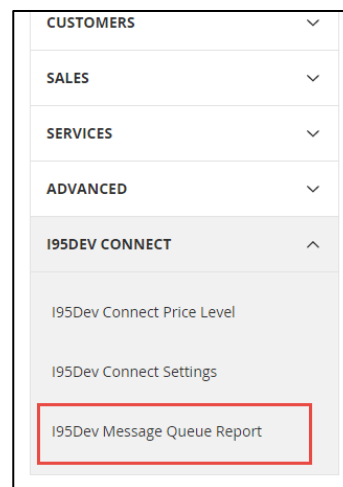 CUSTOMERS
SALES
SERVICES
ADVANCED
I95DEV CONNECT
I95Dev Connect Price Level
I95Dev Connect Settings
I95Dev Message Queue Report